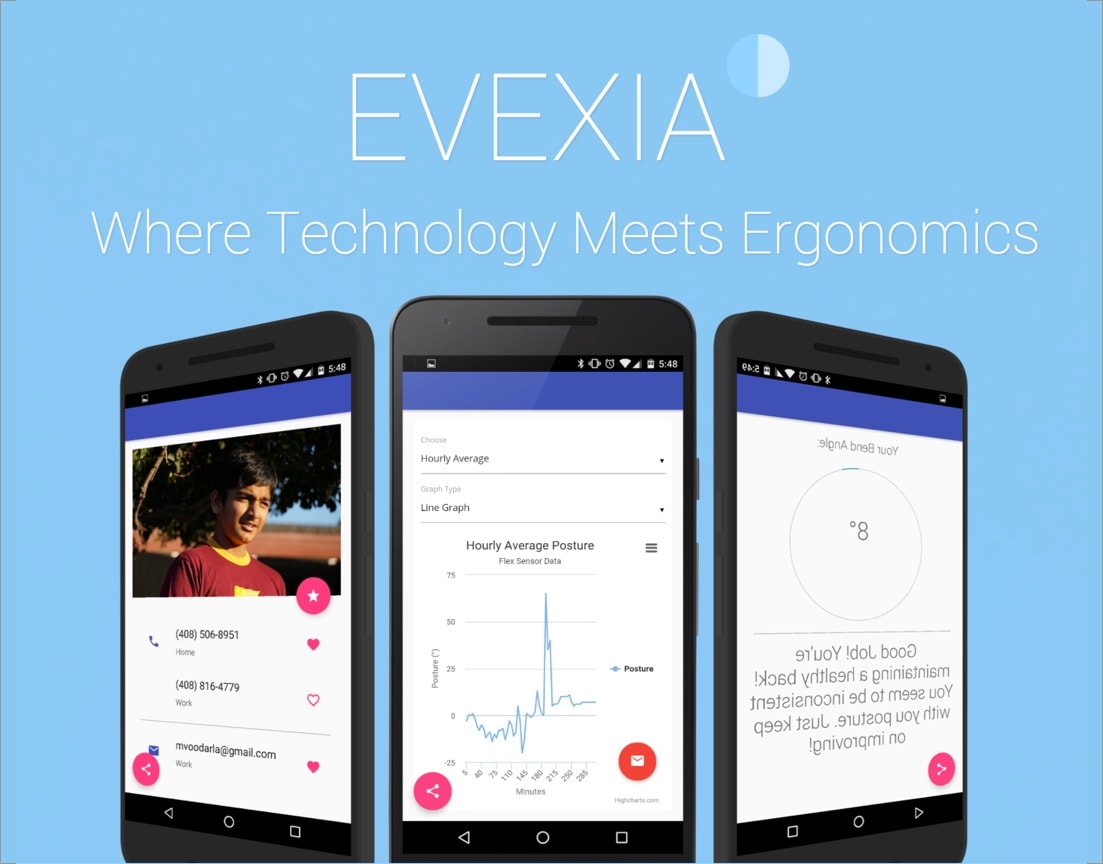 EVEXIA
Where Technology Meets Ergonomics
5:48
(408) 506-8951
Home
(408) 816-4779
Work
mvoodarla@gmail.com
Work
5:48
Choose
Hourly Average
Graph Type
Line Graph
Hourly Average Posture
Flex Sensor Data
75
50
25
0
-25
Posture (°)
Posture
5 40 75 110 145 180 215 250 285
Minutes
Highcharts.com
5:49
Your Bend Angle:
8°
Good Job! You're
maintaining a healthy back!
You seem to be inconsistent
with you posture. Just keep
on improving!